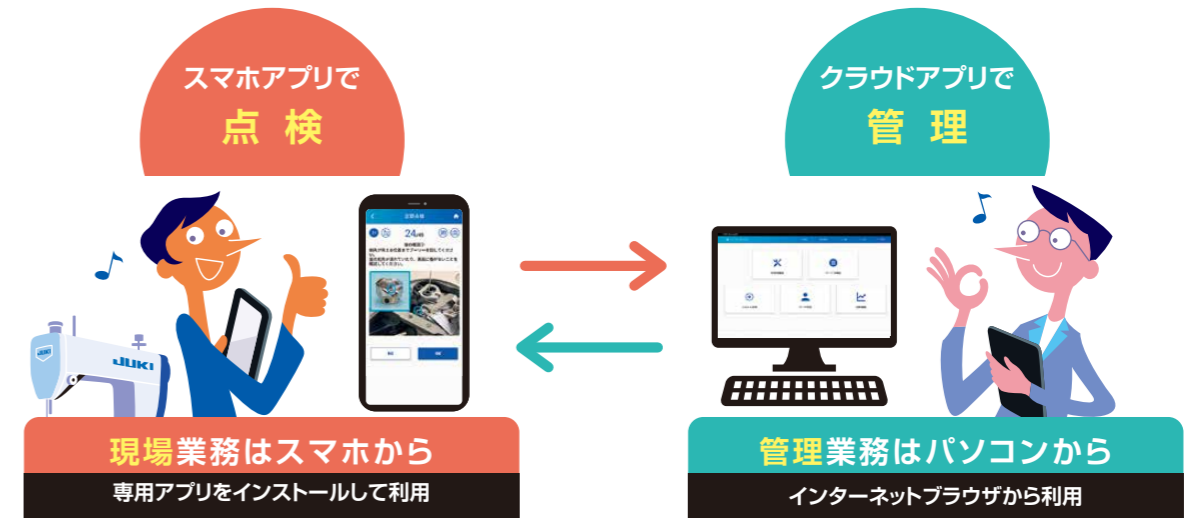 スマホアプリで
点検
クラウドアプリで
管理
24
JUKI
JUKI
現場業務はスマホから
専用アプリをインストールして利用
管理業務はパソコンから
インターネットブラウザから利用